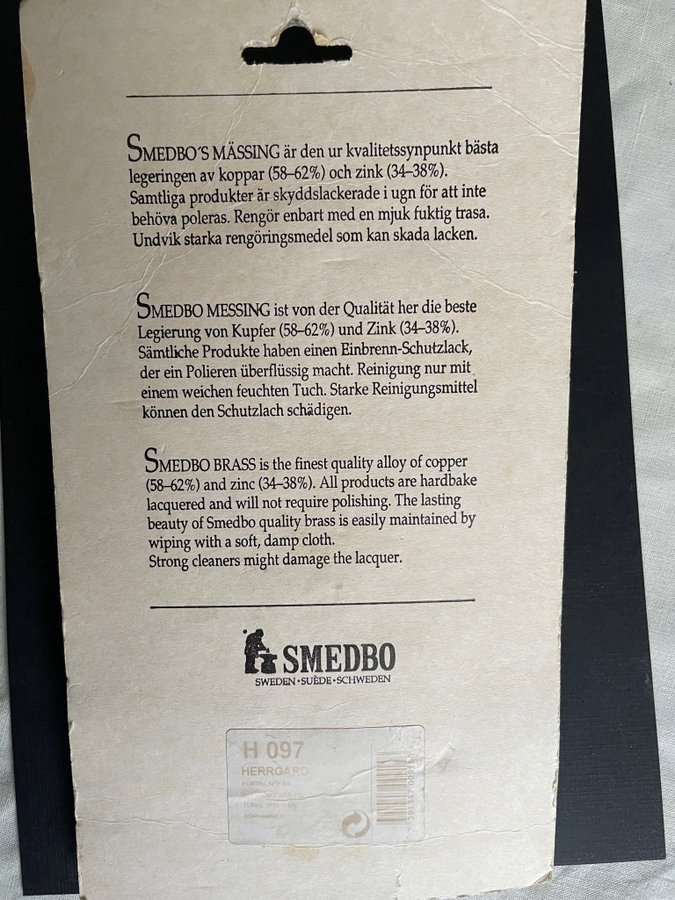 SMEDBO´S MÄSSING är den ur kvalitetssynpunkt bästa
legeringen av koppar (58–62%) och zink (34–38%).
Samtliga produkter är skyddslackerade i ugn för att inte
behöva poleras. Rengör enbart med en mjuk fuktig trasa.
Undvik starka rengöringsmedel som kan skada lacken.
SMEDBO MESSING ist von der Qualität her die beste
Legierung von Kupfer (58–62%) und Zink (34–38%).
Sämtliche Produkte haben einen Einbrenn-Schutzlack,
der ein Polieren überflüssig macht. Reinigung nur mit
einem weichen feuchten Tuch. Starke Reinigungsmittel
können den Schutzlach schädigen.
SMEDBO BRASS is the finest quality alloy of copper
(58–62%) and zinc (34–38%). All products are hardbake
lacquered and will not require polishing. The lasting
beauty of Smedbo quality brass is easily maintained by
wiping with a soft, damp cloth.
Strong cleaners might damage the lacquer.
SMEDBO
SWEDEN·SUÈDE·SCHWEDEN
H 097
HERRGÅRD